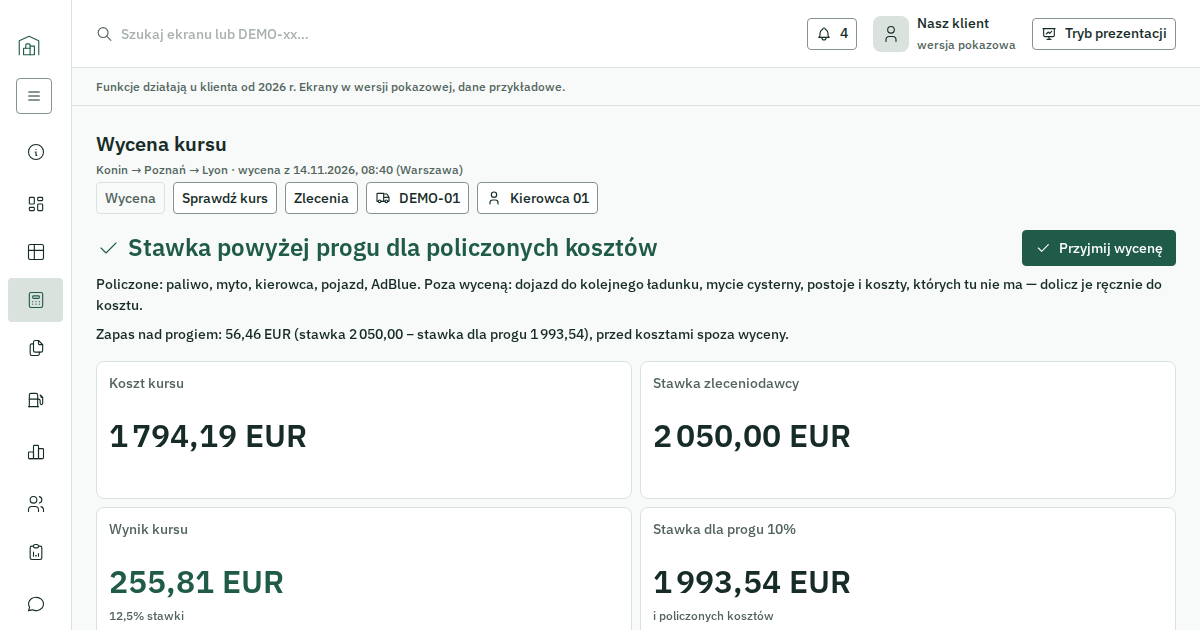 Szukaj ekranu lub DEMO-xx...
4
Nasz klient
wersja pokazowa
Tryb prezentacji
Funkcje działają u klienta od 2026 r. Ekrany w wersji pokazowej, dane przykładowe.
Wycena kursu
Konin → Poznań → Lyon · wycena z 14.11.2026, 08:40 (Warszawa)
Wycena
Sprawdź kurs
Zlecenia
DEMO-01
Kierowca 01
Stawka powyżej progu dla policzonych kosztów
Przyjmij wycenę
Policzone: paliwo, myto, kierowca, pojazd, AdBlue. Poza wyceną: dojazd do kolejnego ładunku, mycie cysterny, postoje i koszty, których tu nie ma — dolicz je ręcznie do
kosztu.
Zapas nad progiem: 56,46 EUR (stawka 2 050,00 – stawka dla progu 1 993,54), przed kosztami spoza wyceny.
Koszt kursu
1 794,19 EUR
Stawka zleceniodawcy
2 050,00 EUR
Wynik kursu
255,81 EUR
12,5% stawki
Stawka dla progu 10%
1 993,54 EUR
i policzonych kosztów